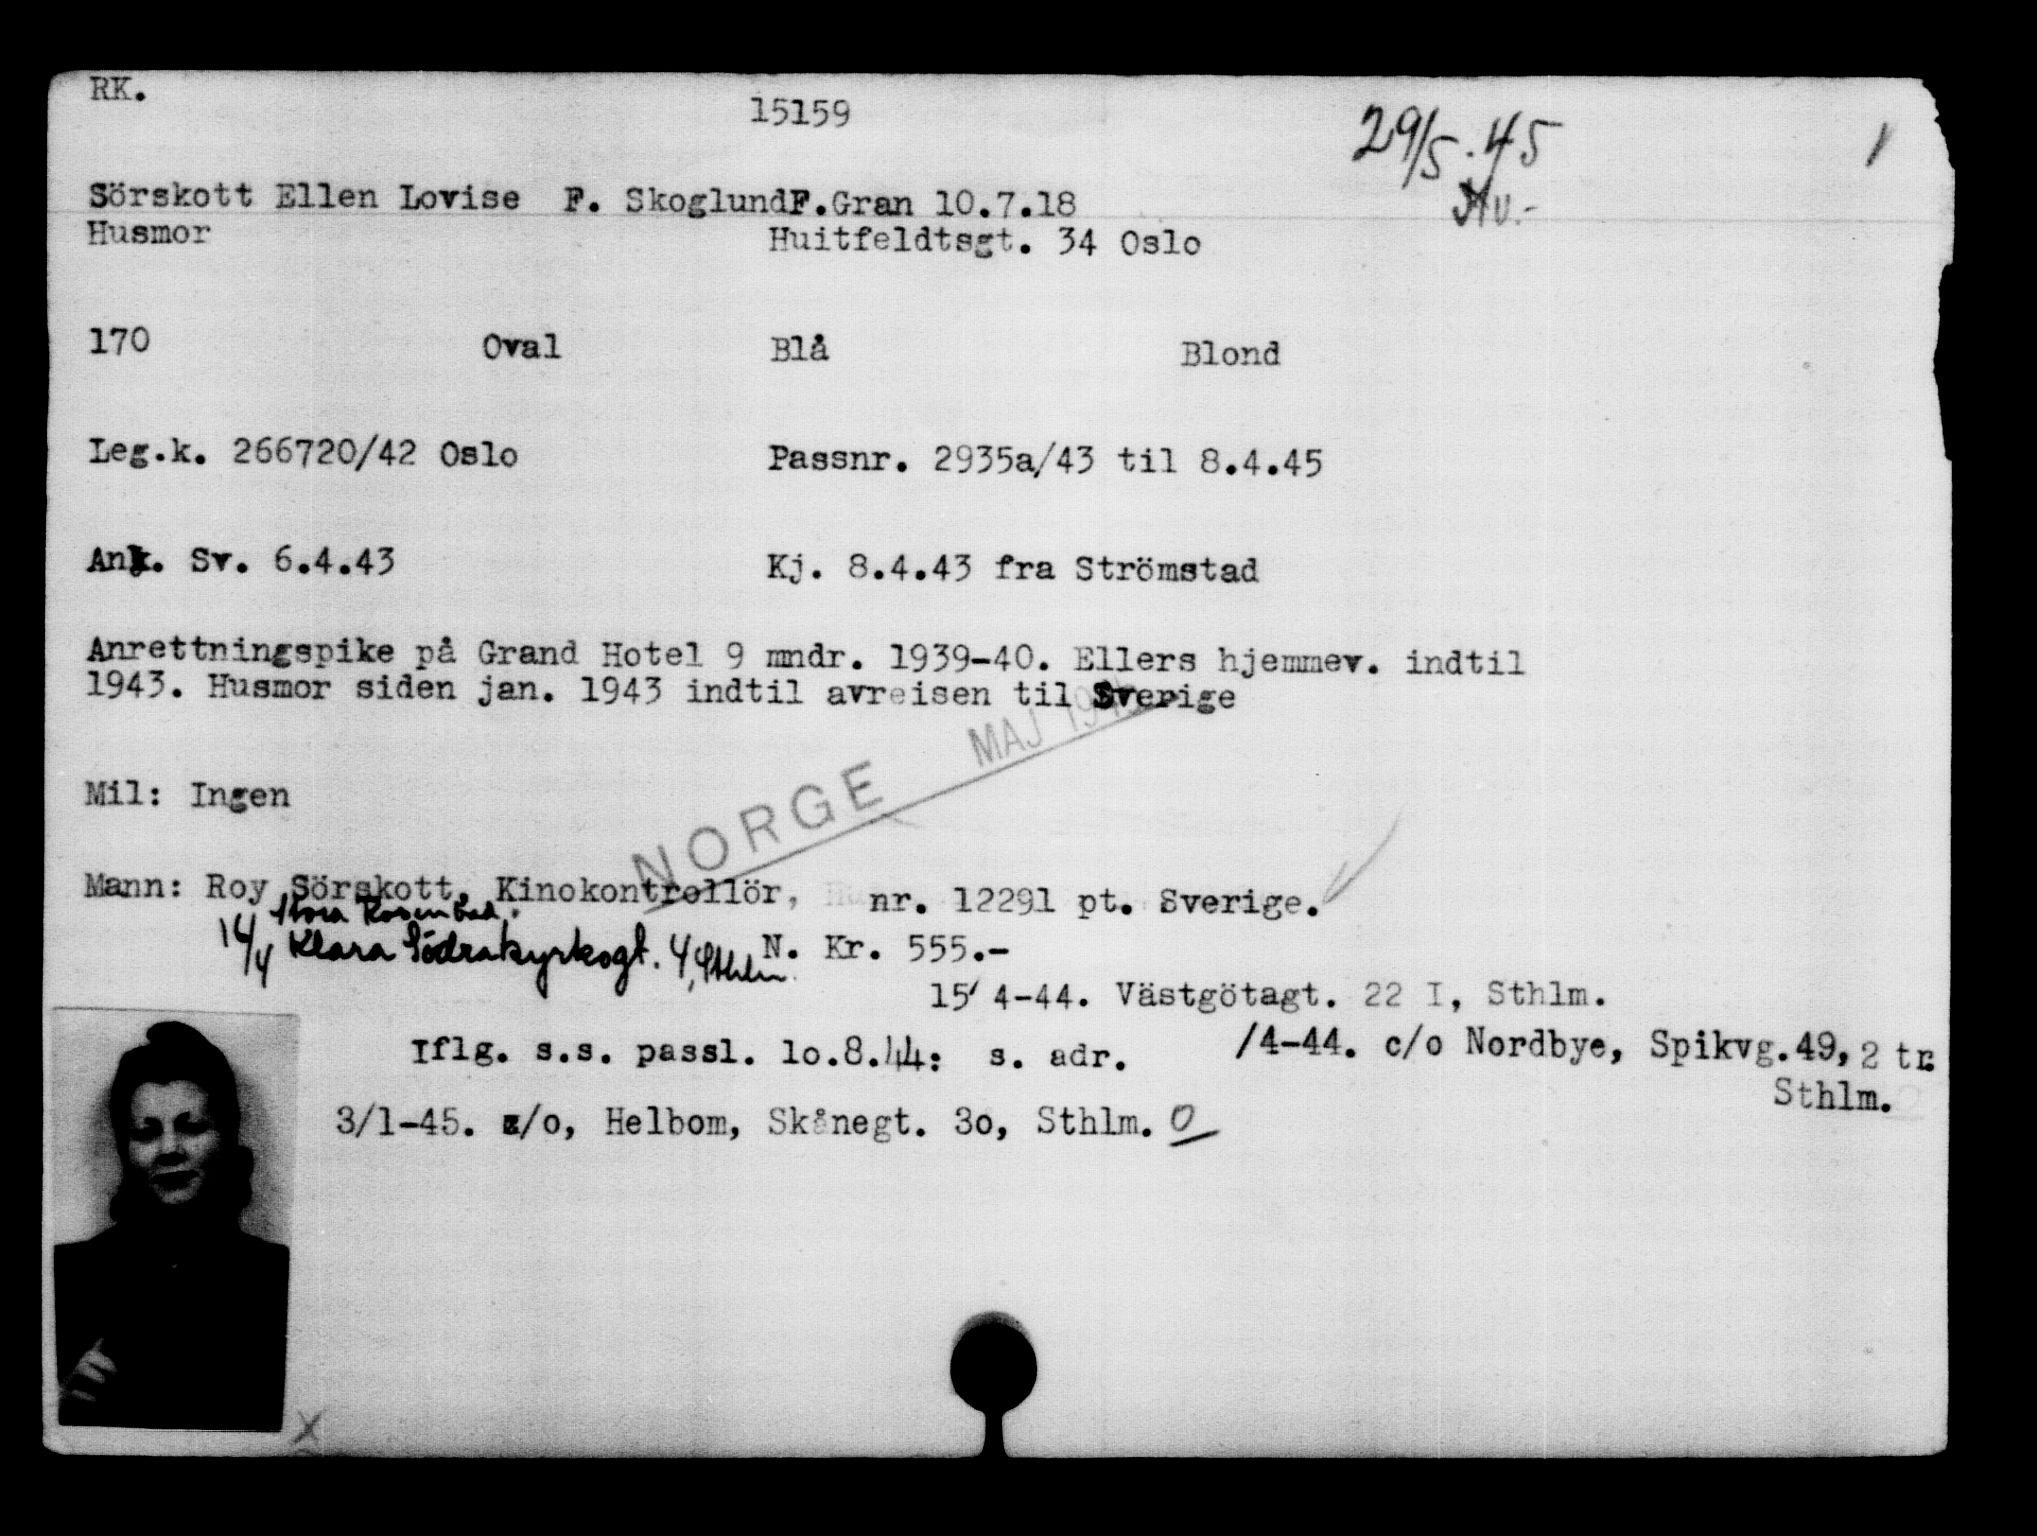 RK.
15159
29/5.45
Sörskott Ellen Lovise F. Skoglund F.Gran 10.7.18
Husmor Huitfeldtsgt. 34 Oslo
170 Oval Blå Blond
Leg.k. 266720/42 Oslo Passnr. 2935a/43 til 8.4.45
Ank. Sv. 6.4.43 Kj. 8.4.43 fra Strömstad
Anrettningspike på Grand Hotel 9 mndr. 1939-40. Ellers hjemmev. indtil
1943. Husmor siden jan. 1943 indtil avreisen til Sverige
NORGE MAJ 1945
Mil: Ingen
Mann: Roy Sörskott, Kinokontrollör, nr. 12291 pt. Sverige.
Stora Rosenbad.
14/4 Klara Södrakyrkogt. 4, Sthlm. N. Kr. 555.-
15/4-44. Västgötagt. 22 I, Sthlm.
Iflg. s.s. passl. 10.8.44: s. adr. /4-44. c/o Nordbye, Spikvg.49, 2 tr.
Sthlm.
3/1-45. c/o, Helbom, Skånegt. 30, Sthlm. O
X